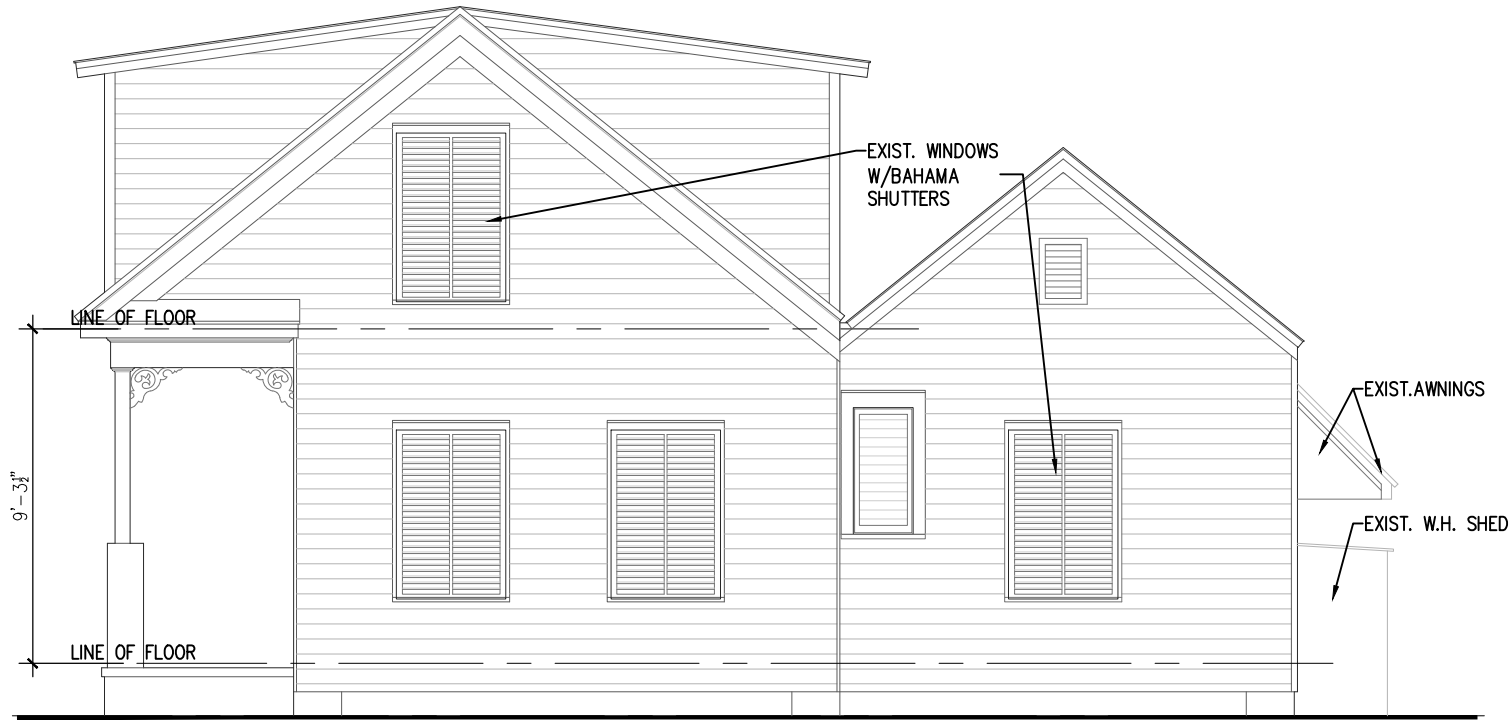 EXIST. WINDOWS
W/BAHAMA
SHUTTERS
LINE OF FLOOR
EXIST.AWNINGS
9'-3½"
EXIST. W.H. SHED
LINE OF FLOOR